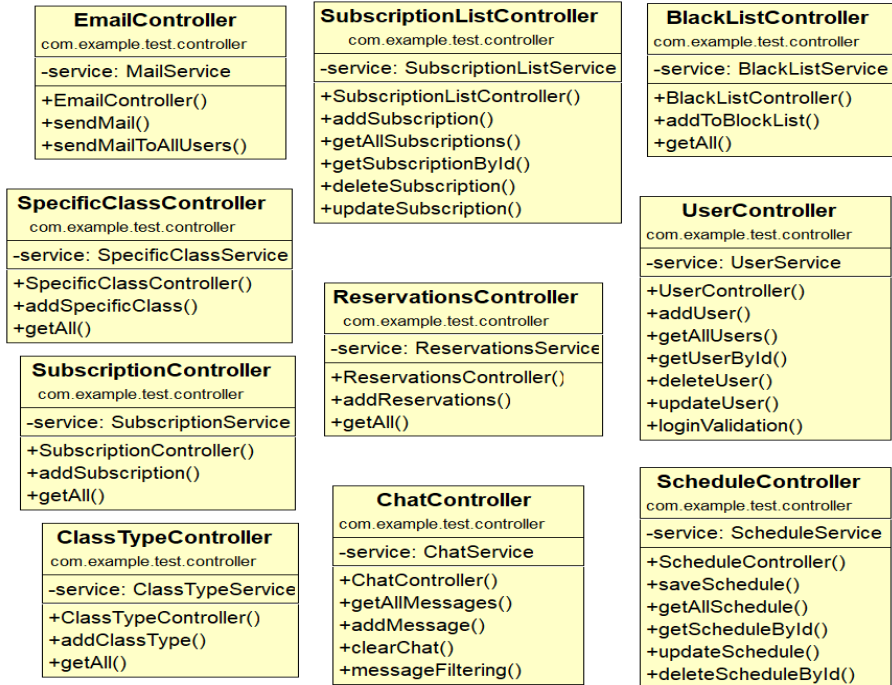 EmailController
com.example.test.controller
-service: MailService
+EmailController()
+sendMail()
+sendMailToAllUsers()
SubscriptionListController
com.example.test.controller
-service: SubscriptionListService
+SubscriptionListController()
+addSubscription()
+getAllSubscriptions()
+getSubscriptionById()
+deleteSubscription()
+updateSubscription()
BlackListController
com.example.test.controller
-service: BlackListService
+BlackListController()
+addToBlockList()
+getAll()
SpecificClassController
com.example.test.controller
-service: SpecificClassService
+SpecificClassController()
+addSpecificClass()
+getAll()
ReservationsController
com.example.test.controller
-service: ReservationsService
+ReservationsController()
+addReservations()
+getAll()
UserController
com.example.test.controller
-service: UserService
+UserController()
+addUser()
+getAllUsers()
+getUserById()
+deleteUser()
+updateUser()
+loginValidation()
SubscriptionController
com.example.test.controller
-service: SubscriptionService
+SubscriptionController()
+addSubscription()
+getAll()
ClassTypeController
com.example.test.controller
-service: ClassTypeService
+ClassTypeController()
+addClassType()
+getAll()
ChatController
com.example.test.controller
-service: ChatService
+ChatController()
+getAllMessages()
+addMessage()
+clearChat()
+messageFiltering()
ScheduleController
com.example.test.controller
-service: ScheduleService
+ScheduleController()
+saveSchedule()
+getAllSchedule()
+getScheduleById()
+updateSchedule()
+deleteScheduleById()